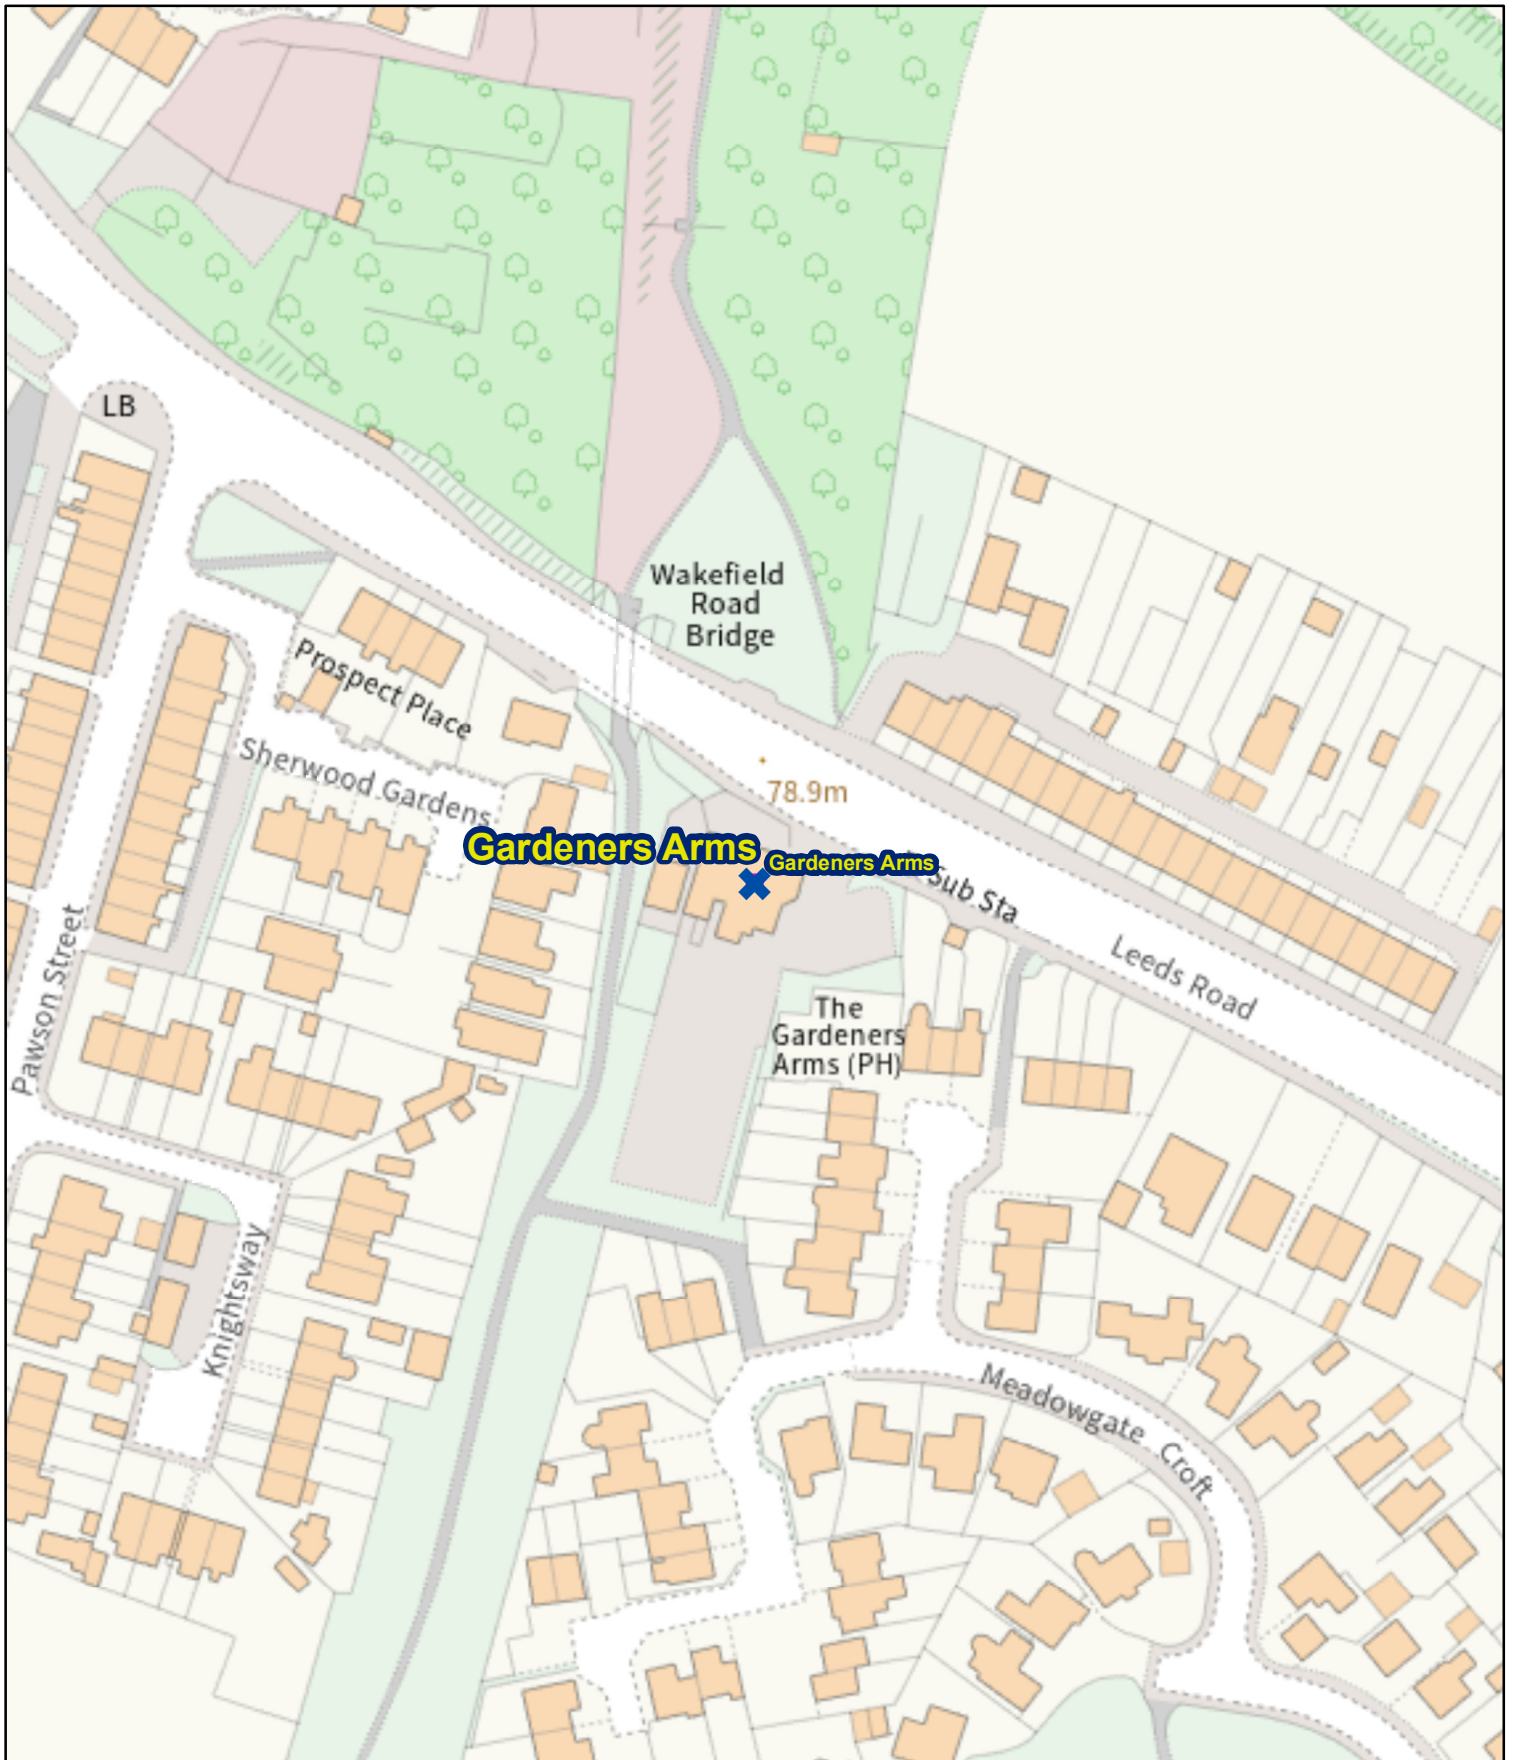 LB
Wakefield
Road
Bridge
Prospect Place
Sherwood Gardens
78.9m
Gardeners Arms
Gardeners Arms
Sub Sta
Leeds Road
Pawson Street
The
Gardeners
Arms (PH)
Knightsway
Meadowgate Croft